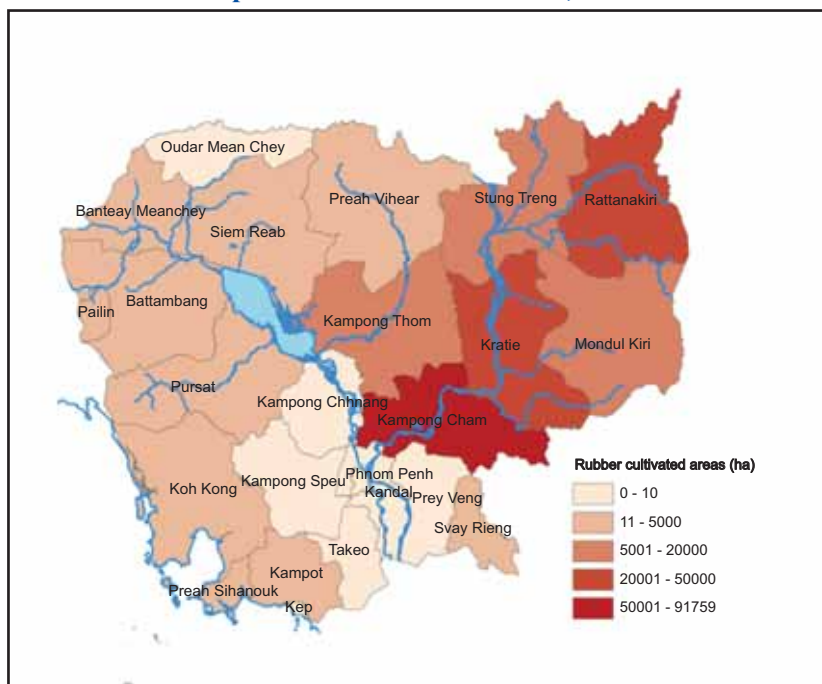 Oudar Mean Chey
Banteay Meanchey
Siem Reab
Preah Vihear
Stung Treng
Rattanakiri
Pailin
Battambang
Kampong Thom
Kratie
Mondul Kiri
Pursat
Kampong Chhnang
Kampong Cham
Koh Kong
Kampong Speu
Phnom Penh
Kandal
Prey Veng
Svay Rieng
Takeo
Kampot
Preah Sihanouk
Kep
Rubber cultivated areas (ha)
0 - 10
11 - 5000
5001 - 20000
20001 - 50000
50001 - 91759